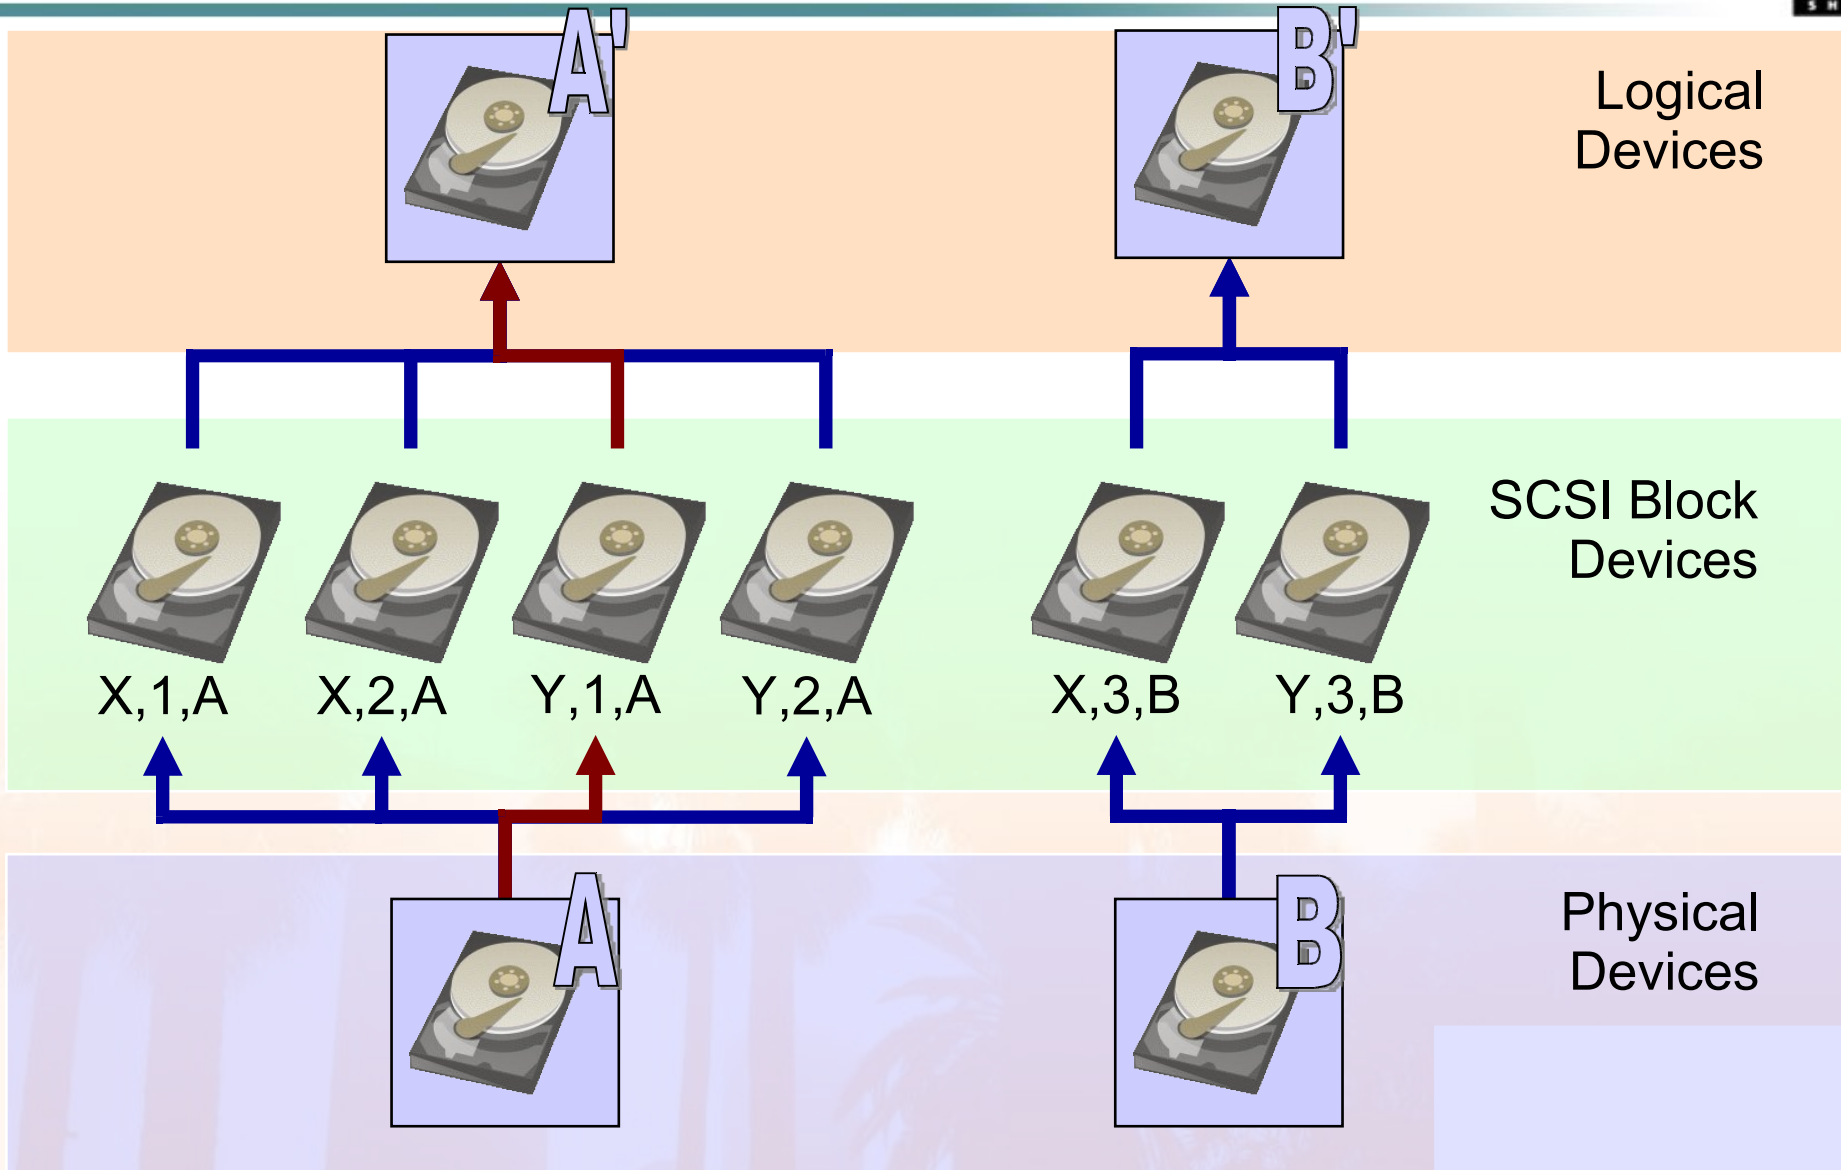 A'
B'
Logical
Devices
SCSI Block
Devices
X,1,A
X,2,A
Y,1,A
Y,2,A
X,3,B
Y,3,B
A
B
Physical
Devices